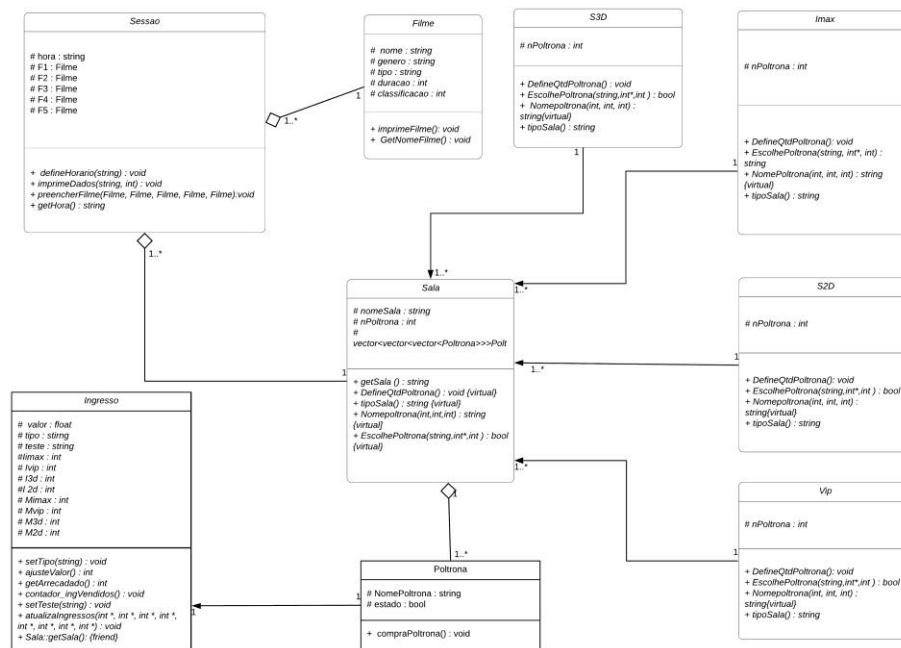 Sessao
# hora : string
# F1 : Filme
# F2 : Filme
# F3 : Filme
# F4 : Filme
# F5 : Filme
+ defineHorario(string) : void
+ imprimeDados(string, int) : void
+ preencherFilme(Filme, Filme, Filme, Filme, Filme):void
+ getHora() : string
1..*
1
Filme
# nome : string
# genero : string
# tipo : string
# duracao : int
# classificacao : int
+ imprimeFilme(): void
+ GetNomeFilme() : void
S3D
# nPoltrona : int
+ DefineQtdPoltrona() : void
+ EscolhePoltrona(string,int*,int ) : bool
+ Nomepoltrona(int, int, int) :
string{virtual}
+ tipoSala() : string
1
Imax
# nPoltrona : int
+ DefineQtdPoltrona(): void
+ EscolhePoltrona(string, int*, int) :
string
+ NomePoltrona(int, int, int) : string
{virtual}
+ tipoSala() : string
1
1..*
1..*
1..*
Sala
# nomeSala : string
# nPoltrona : int
#
vector<vector<vector<Poltrona>>>Polt
+ getSala () : string
+ DefineQtdPoltrona() : void {virtual}
+ tipoSala() : string {virtual}
+ Nomepoltrona(int,int,int) : string
{virtual}
+ EscolhePoltrona(string,int*,int ) : bool
{virtual}
1
1..*
1..*
1
S2D
# nPoltrona : int
+ DefineQtdPoltrona(): void
+ EscolhePoltrona(string,int*,int ) : bool
+ Nomepoltrona(int, int, int) :
string{virtual}
+ tipoSala() : string
1
Ingresso
# valor : float
# tipo : stirng
# teste : string
#Iimax : int
# Ivip : int
# I3d : int
#I 2d : int
# Mimax : int
# Mvip : int
# M3d : int
# M2d : int
+ setTipo(string) : void
+ ajusteValor() : int
+ getArrecadado() : int
+ contador_ingVendidos() : void
+ setTeste(string) : void
+ atualizaIngressos(int *, int *, int *, int *,
int *, int *, int *, int *) : void
+ Sala::getSala(): {friend}
1
1..*
Poltrona
# NomePoltrona : string
# estado : bool
+ compraPoltrona() : void
1
Vip
# nPoltrona : int
+ DefineQtdPoltrona(): void
+ EscolhePoltrona(string,int*,int ) : bool
+ Nomepoltrona(int, int, int) :
string{virtual}
+ tipoSala() : string
1